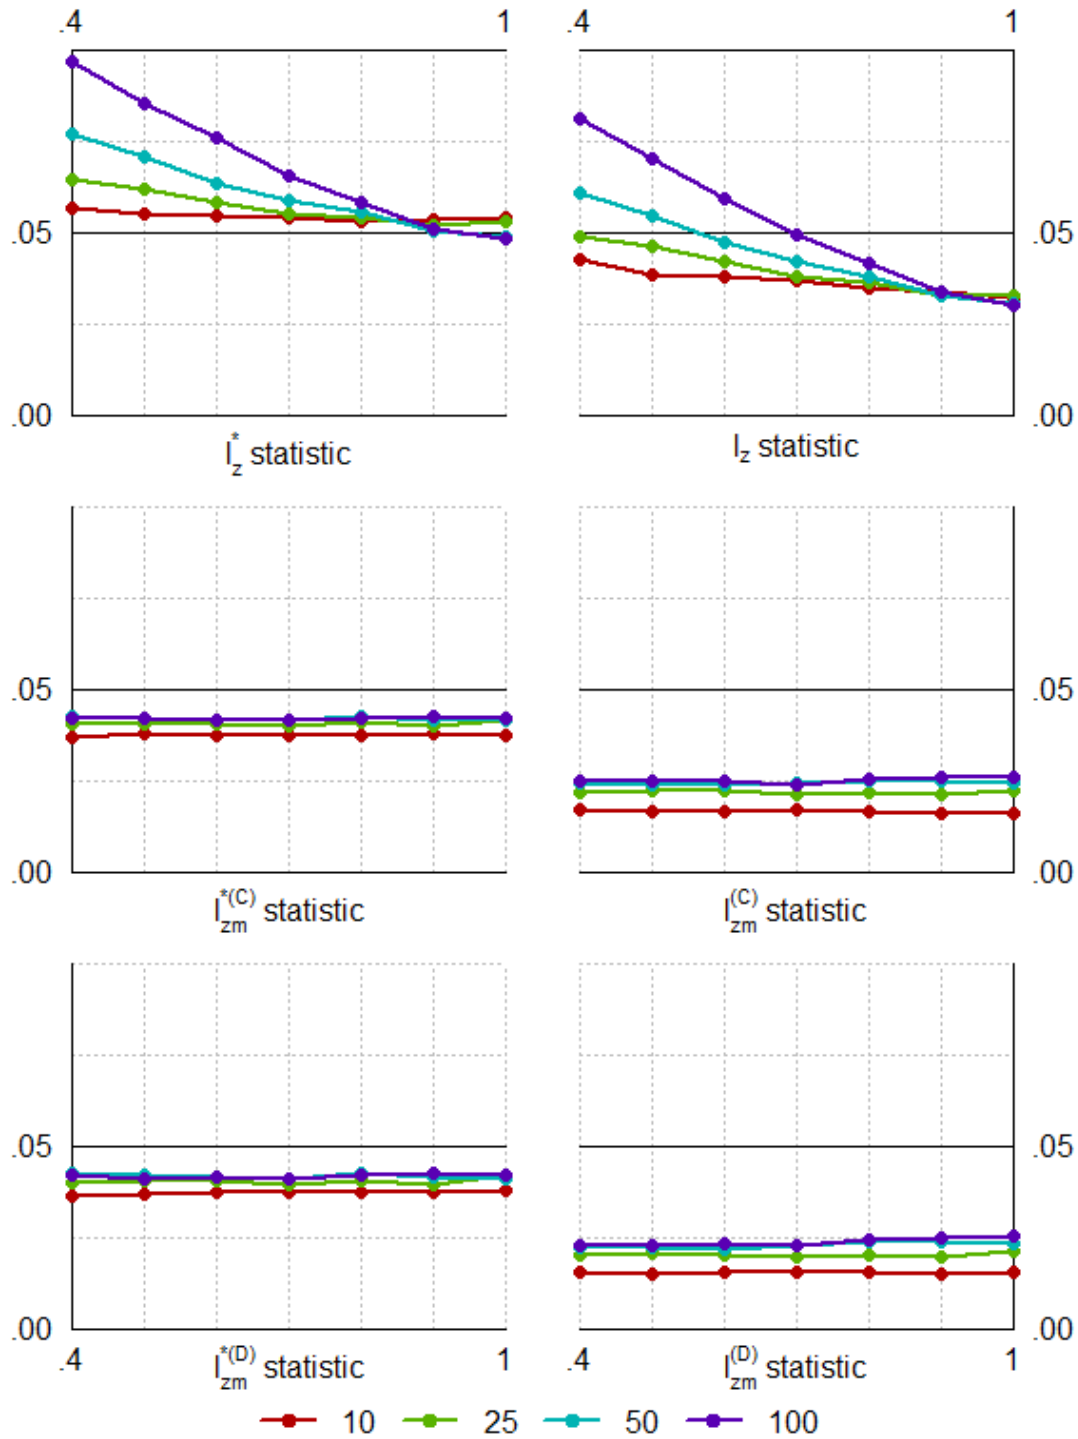 .4 1 .4 1
.05 .05
.00 .00
l*z statistic lz statistic
.05 .05
.00 .00
l*(C)zm statistic l(C)zm statistic
.05 .05
.00 .00
.4 l*(D)zm statistic 1 .4 l(D)zm statistic 1
10 25 50 100